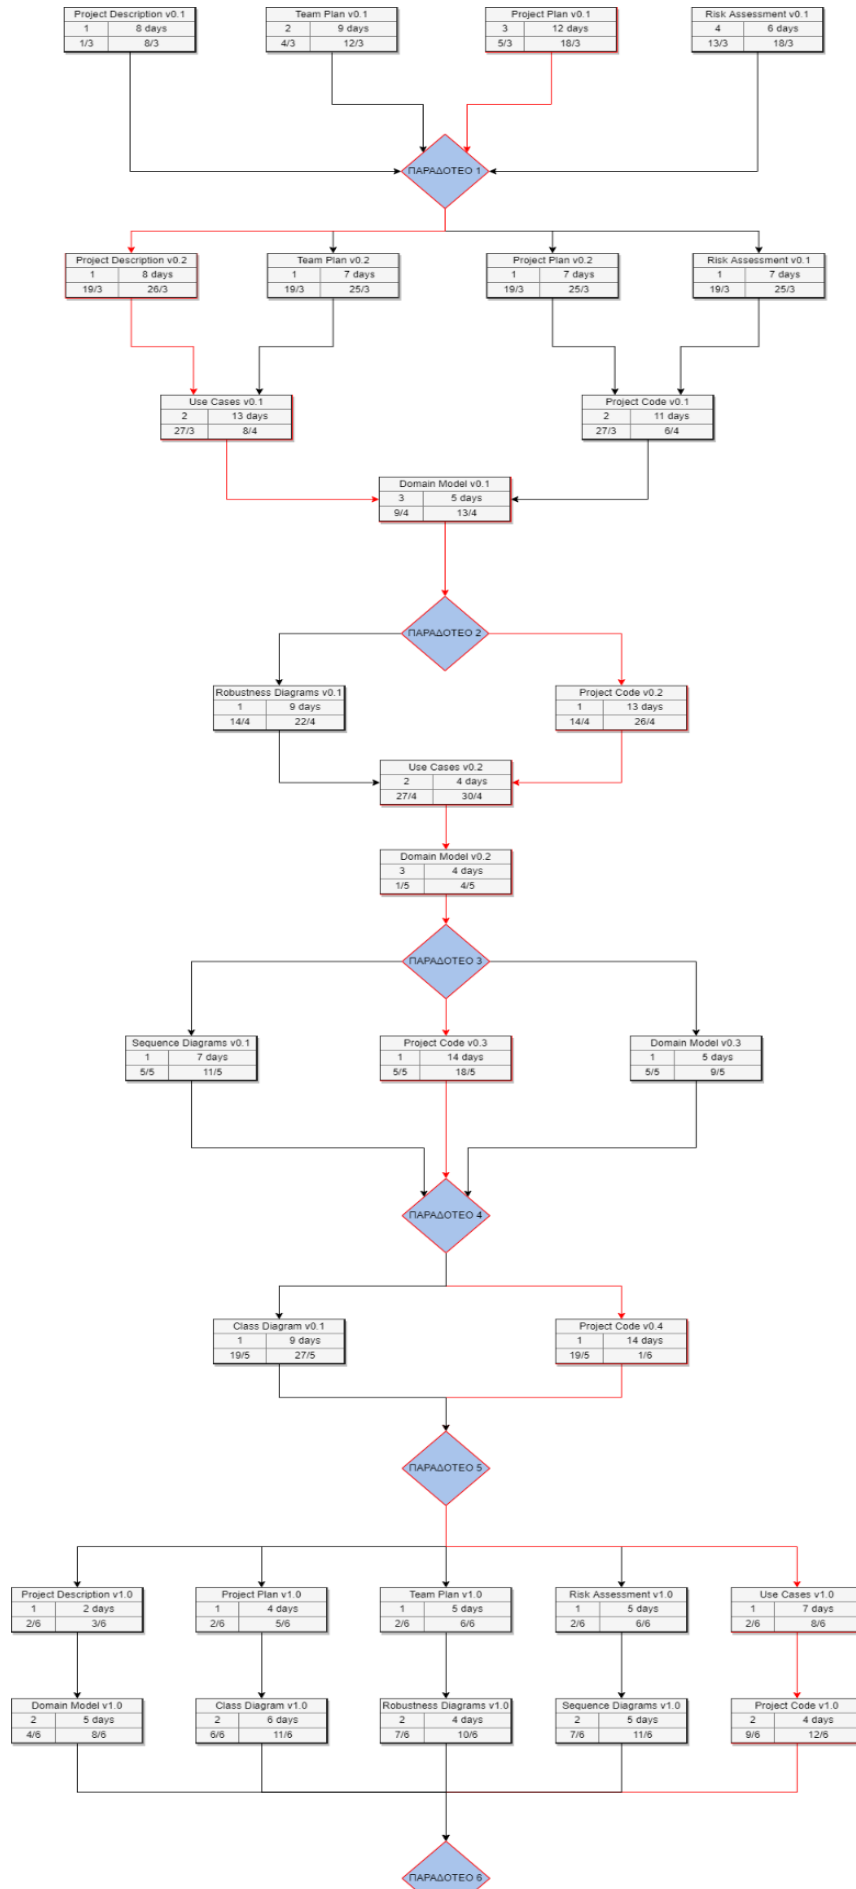 Project Description v0.1
1 8 days
1/3 8/3
Team Plan v0.1
2 9 days
4/3 12/3
Project Plan v0.1
3 12 days
5/3 18/3
Risk Assessment v0.1
4 6 days
13/3 18/3
ΠΑΡΑΔΟΤΕΟ 1
Project Description v0.2
1 8 days
19/3 26/3
Team Plan v0.2
1 7 days
19/3 25/3
Project Plan v0.2
1 7 days
19/3 25/3
Risk Assessment v0.1
1 7 days
19/3 25/3
Use Cases v0.1
2 13 days
27/3 8/4
Project Code v0.1
2 11 days
27/3 6/4
Domain Model v0.1
3 5 days
9/4 13/4
ΠΑΡΑΔΟΤΕΟ 2
Robustness Diagrams v0.1
1 9 days
14/4 22/4
Project Code v0.2
1 13 days
14/4 26/4
Use Cases v0.2
2 4 days
27/4 30/4
Domain Model v0.2
3 4 days
1/5 4/5
ΠΑΡΑΔΟΤΕΟ 3
Sequence Diagrams v0.1
1 7 days
5/5 11/5
Project Code v0.3
1 14 days
5/5 18/5
Domain Model v0.3
1 5 days
5/5 9/5
ΠΑΡΑΔΟΤΕΟ 4
Class Diagram v0.1
1 9 days
19/5 27/5
Project Code v0.4
1 14 days
19/5 1/6
ΠΑΡΑΔΟΤΕΟ 5
Project Description v1.0
1 2 days
2/6 3/6
Project Plan v1.0
1 4 days
2/6 5/6
Team Plan v1.0
1 5 days
2/6 6/6
Risk Assessment v1.0
1 5 days
2/6 6/6
Use Cases v1.0
1 7 days
2/6 8/6
Domain Model v1.0
2 5 days
4/6 8/6
Class Diagram v1.0
2 6 days
6/6 11/6
Robustness Diagrams v1.0
2 4 days
7/6 10/6
Sequence Diagrams v1.0
2 5 days
7/6 11/6
Project Code v1.0
2 4 days
9/6 12/6
ΠΑΡΑΔΟΤΕΟ 6